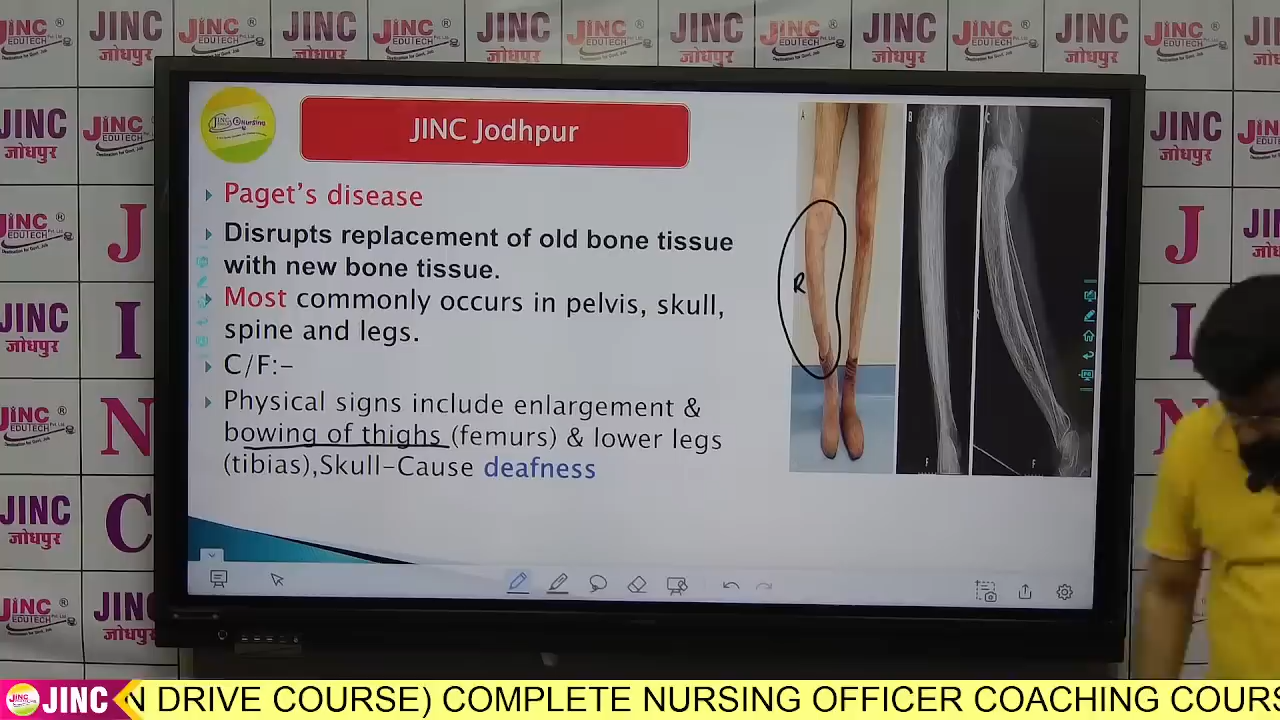 JINC Jodhpur
Paget's disease
Disrupts replacement of old bone tissue
with new bone tissue.
Most commonly occurs in pelvis, skull,
spine and legs.
C/F:-
Physical signs include enlargement &
bowing of thighs (femurs) & lower legs
(tibias),Skull-Cause deafness
A
B
C
R
F
F
JINC
जोधपुर
JINC
EDUTECH
J
I
N
C
JINC
N DRIVE COURSE) COMPLETE NURSING OFFICER COACHING COURS